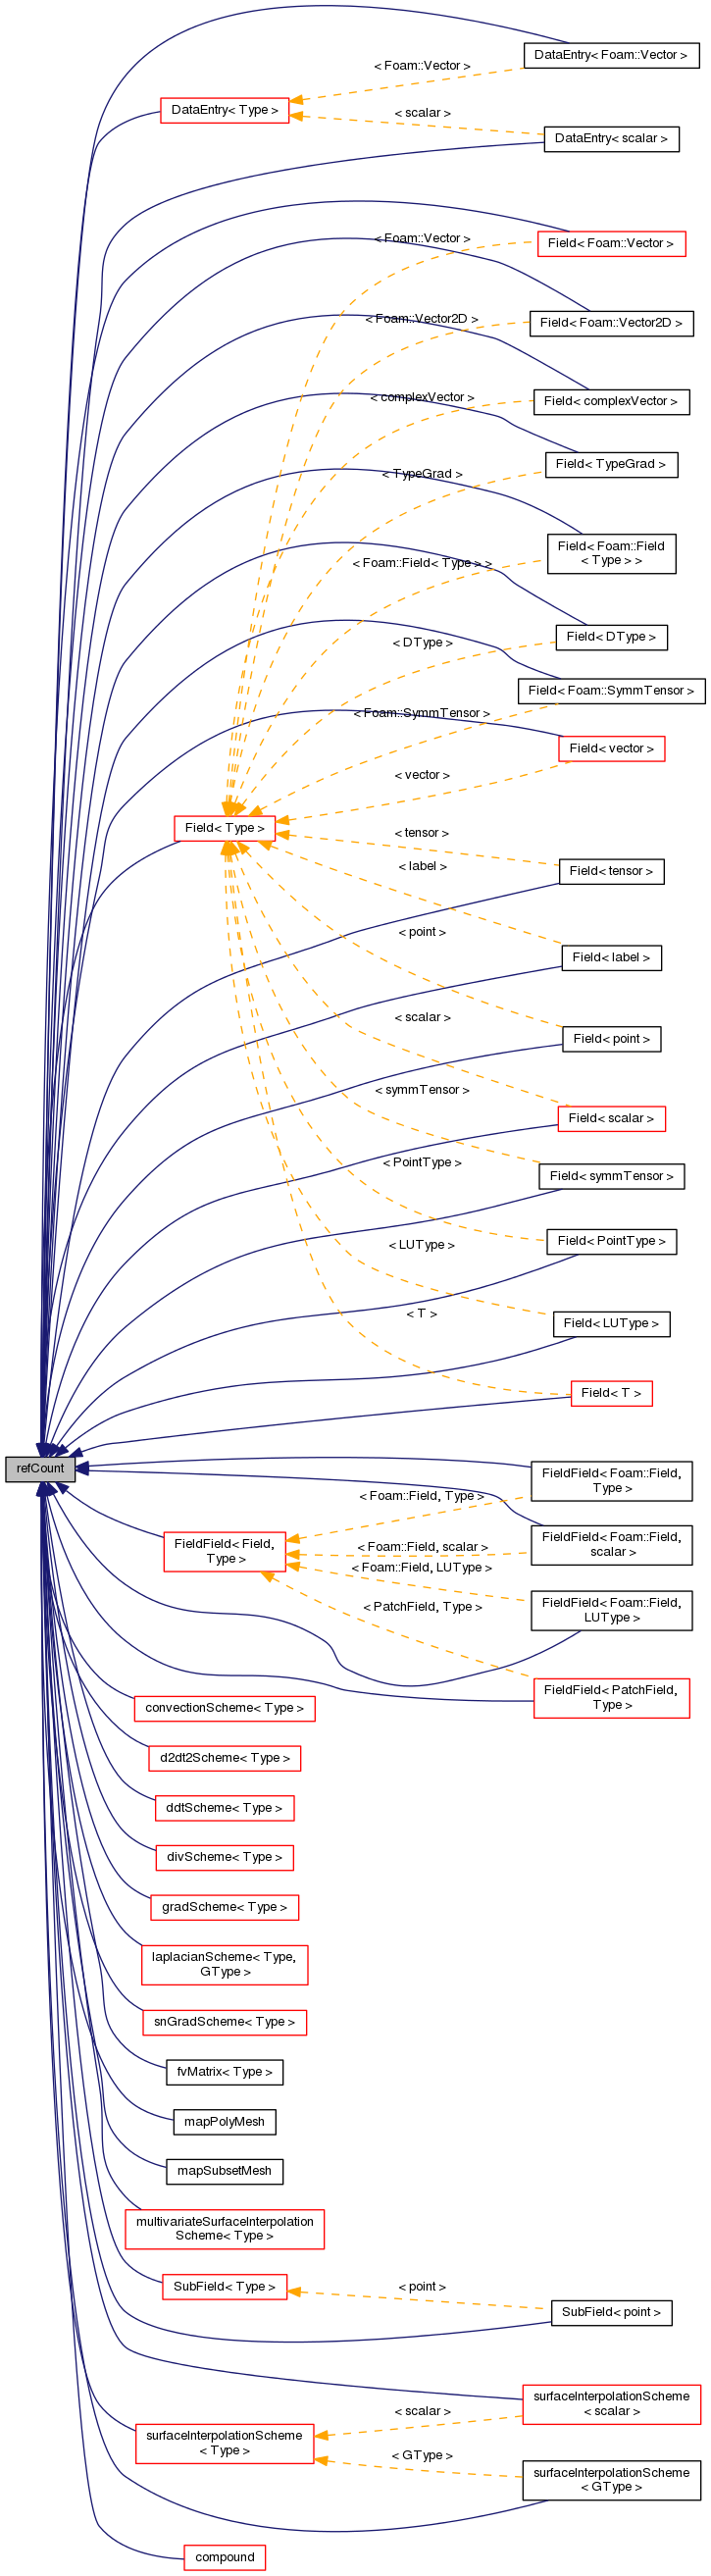 DataEntry< Foam::Vector >
< Foam::Vector >
DataEntry< Type >
< scalar >
DataEntry< scalar >
< Foam::Vector >
Field< Foam::Vector >
< Foam::Vector2D >
Field< Foam::Vector2D >
< complexVector >
Field< complexVector >
Field< TypeGrad >
< TypeGrad >
Field< Foam::Field
< Type > >
< Foam::Field< Type > >
Field< DType >
< DType >
Field< Foam::SymmTensor >
< Foam::SymmTensor >
Field< vector >
< vector >
Field< Type >
< tensor >
Field< tensor >
< label >
< point >
Field< label >
< scalar >
Field< point >
< symmTensor >
Field< scalar >
< PointType >
Field< symmTensor >
Field< PointType >
< LUType >
< T >
Field< LUType >
Field< T >
refCount
FieldField< Foam::Field,
Type >
< Foam::Field, Type >
FieldField< Field,
Type >
< Foam::Field, scalar >
FieldField< Foam::Field,
scalar >
< Foam::Field, LUType >
FieldField< Foam::Field,
LUType >
< PatchField, Type >
FieldField< PatchField,
Type >
convectionScheme< Type >
d2dt2Scheme< Type >
ddtScheme< Type >
divScheme< Type >
gradScheme< Type >
laplacianScheme< Type,
GType >
snGradScheme< Type >
fvMatrix< Type >
mapPolyMesh
mapSubsetMesh
multivariateSurfaceInterpolation
Scheme< Type >
SubField< Type >
< point >
SubField< point >
surfaceInterpolationScheme
< scalar >
< scalar >
surfaceInterpolationScheme
< Type >
< GType >
surfaceInterpolationScheme
< GType >
compound